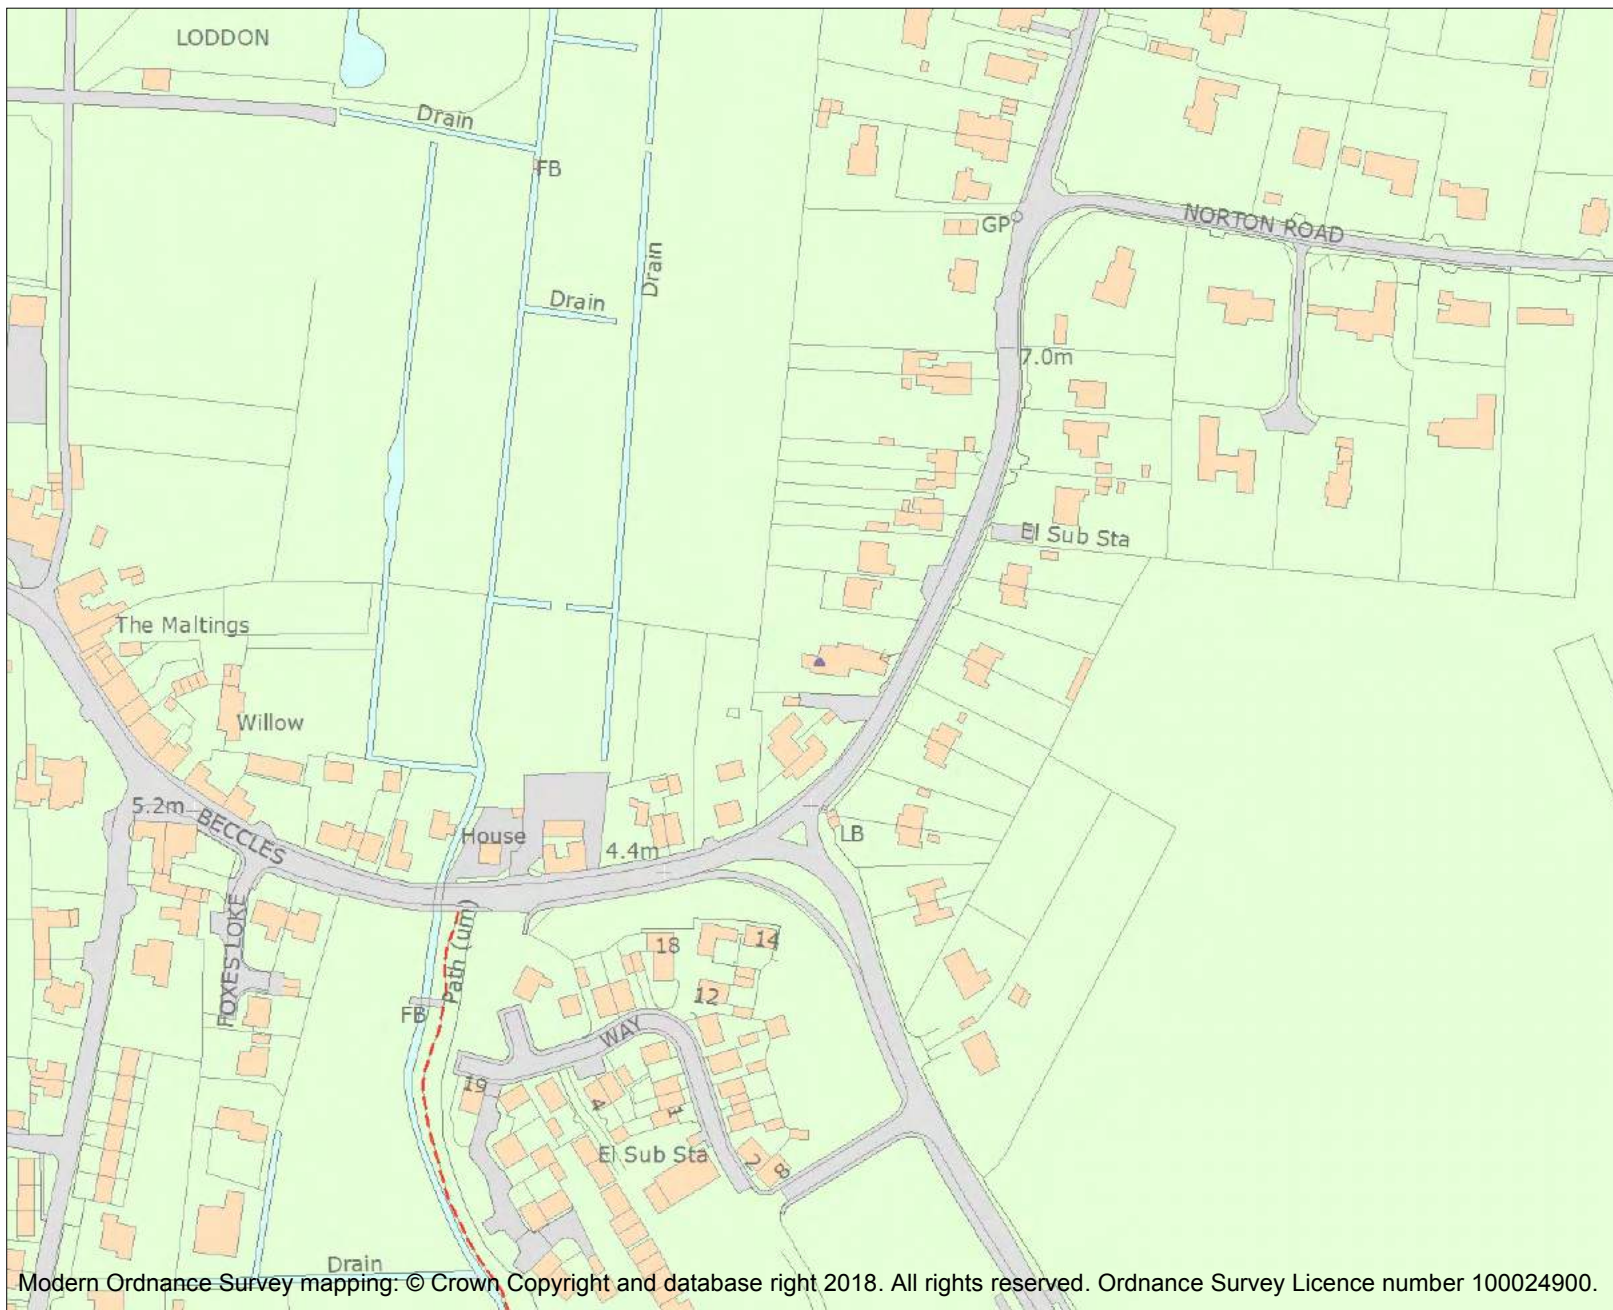 LODDON
Drain
FB
GP
NORTON ROAD
Drain
Drain
7.0m
El Sub Sta
The Maltings
Willow
5.2m
BECCLES
House
4.4m
LB
FOXES LOKE
Path (um)
18
14
12
FB
WAY
19
4
1
El Sub Sta
2
8
Drain
Modern Ordnance Survey mapping: © Crown Copyright and database right 2018. All rights reserved. Ordnance Survey Licence number 100024900.